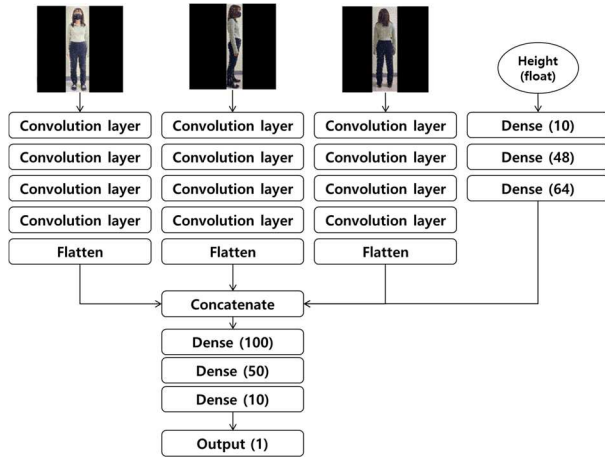 Height
(float)
Convolution layer
Convolution layer
Convolution layer
Dense (10)
Convolution layer
Convolution layer
Convolution layer
Dense (48)
Convolution layer
Convolution layer
Convolution layer
Dense (64)
Convolution layer
Convolution layer
Convolution layer
Flatten
Flatten
Flatten
Concatenate
Dense (100)
Dense (50)
Dense (10)
Output (1)